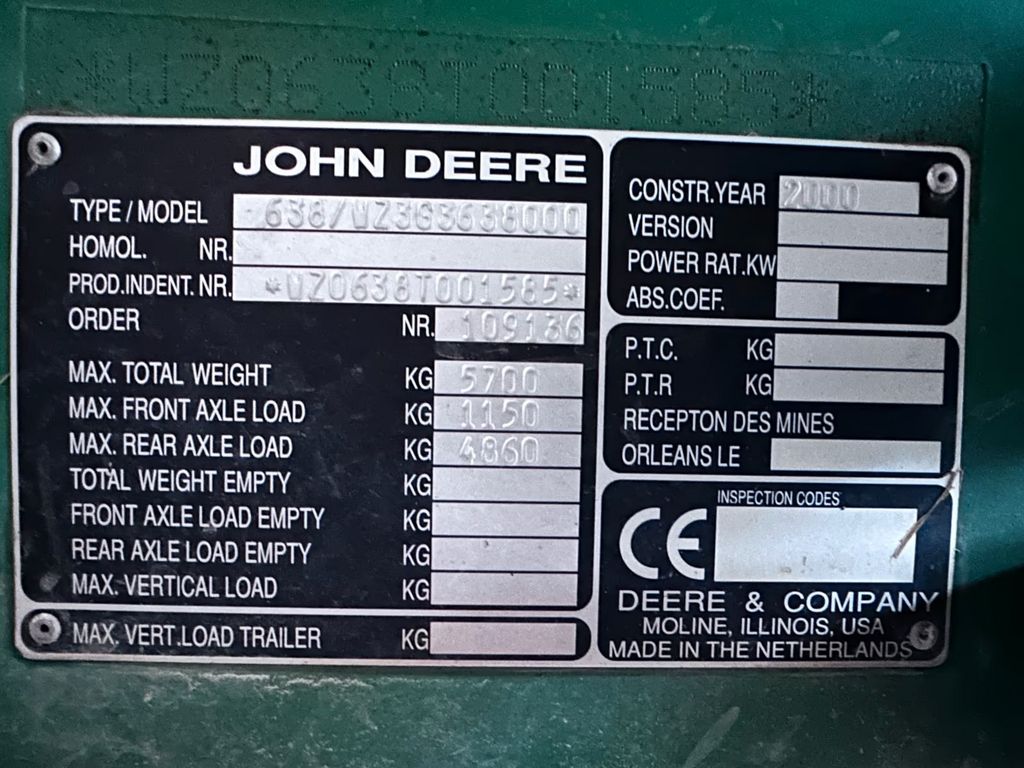 *WZ0638T001585*
JOHN DEERE
TYPE / MODEL 638/WZ3G3638000
HOMOL. NR.
PROD.INDENT. NR. *WZ0638T001585*
ORDER NR. 109136
MAX. TOTAL WEIGHT KG 5700
MAX. FRONT AXLE LOAD KG 1150
MAX. REAR AXLE LOAD KG 4860
TOTAL WEIGHT EMPTY KG
FRONT AXLE LOAD EMPTY KG
REAR AXLE LOAD EMPTY KG
MAX. VERTICAL LOAD KG
MAX. VERT.LOAD TRAILER KG
CONSTR.YEAR 2000
VERSION
POWER RAT.KW
ABS.COEF.
P.T.C. KG
P.T.R KG
RECEPTON DES MINES
ORLEANS LE
INSPECTION CODES
CE
DEERE & COMPANY
MOLINE, ILLINOIS, USA
MADE IN THE NETHERLANDS